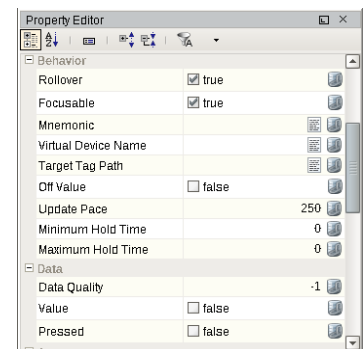 Property Editor
Behavior
Rollover true
Focusable true
Mnemonic
Virtual Device Name
Target Tag Path
Off Value false
Update Pace 250
Minimum Hold Time 0
Maximum Hold Time 0
Data
Data Quality -1
Value false
Pressed false